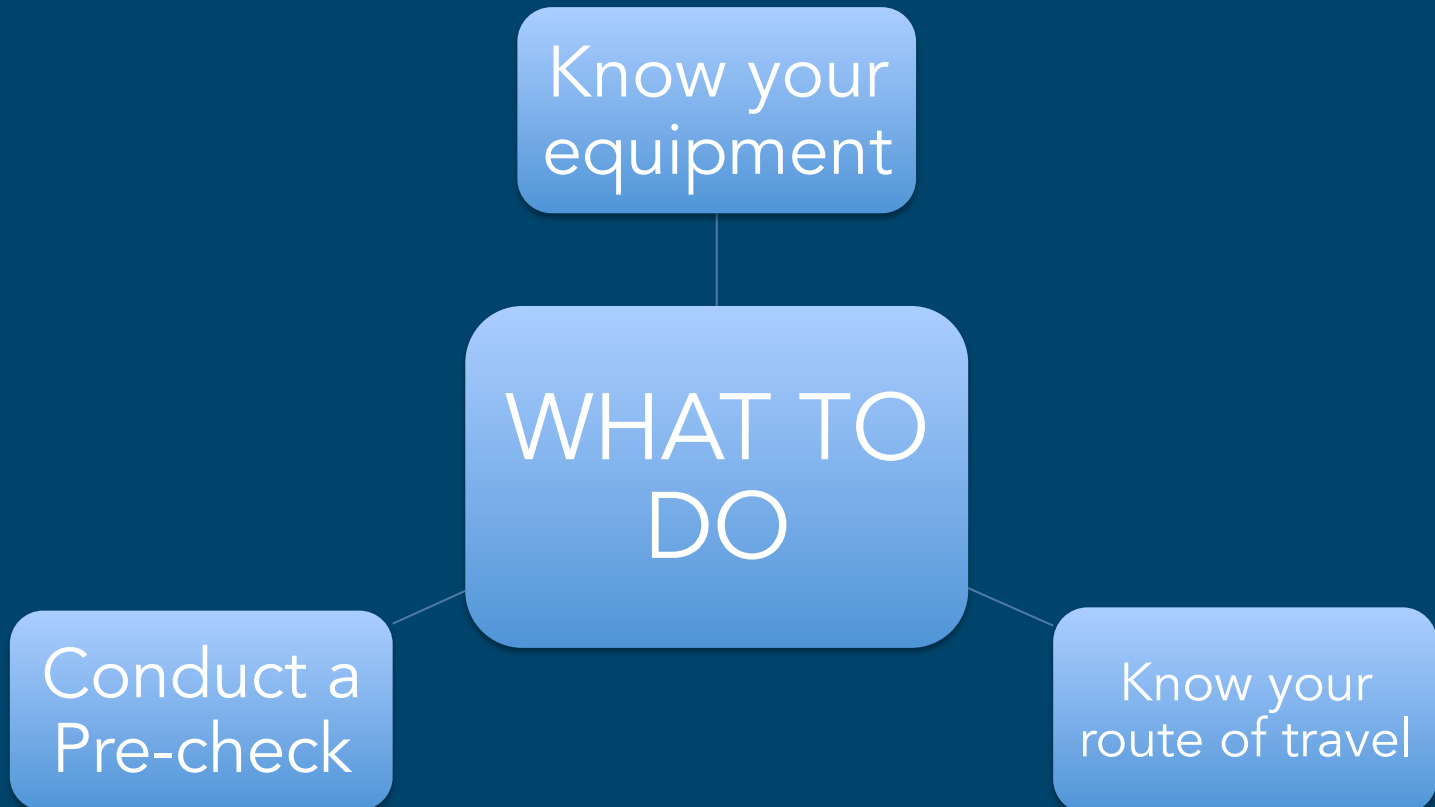 Know your
equipment
WHAT TO
DO
Conduct a
Pre-check
Know your
route of travel